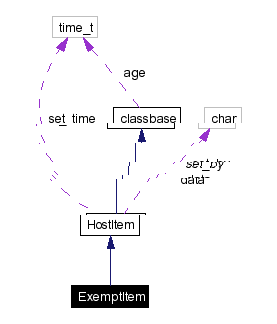 time_t
age
set_time
classbase
char
set_by
data
HostItem
ExemptItem